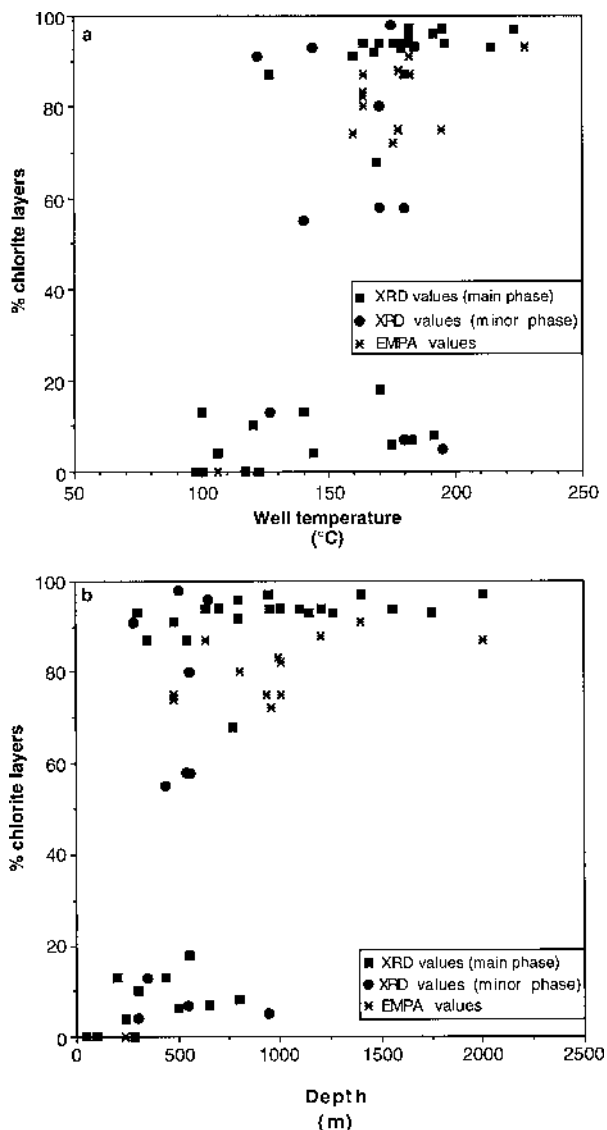 a
100
80
60
40
20
0
% chlorite layers
XRD values (main phase)
XRD values (minor phase)
EMPA values
50 100 150 200 250
Well temperature
(°C)
b
100
80
60
40
20
0
% chlorite layers
XRD values (main phase)
XRD values (minor phase)
EMPA values
0 500 1000 1500 2000 2500
Depth
(m)